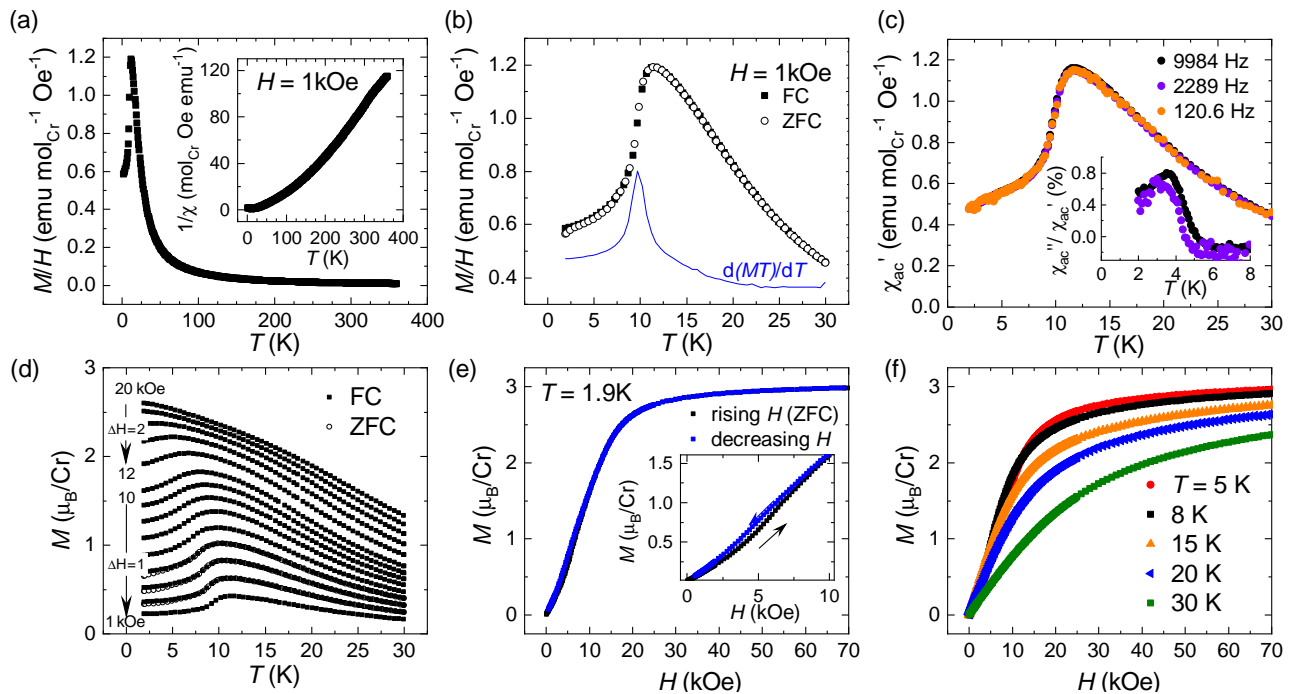 (a)
M/H (emu mol_Cr^-1 Oe^-1)
1.2
1.0
0.8
0.6
0.4
0.2
0.0
0 100 200 300 400
T (K)
H = 1kOe
1/χ (mol_Cr Oe emu^-1)
120
80
40
0
0 100 200 300 400
T (K)
(b)
M/H (emu mol_Cr^-1 Oe^-1)
1.2
1.0
0.8
0.6
0.4
0 5 10 15 20 25 30
T (K)
H = 1kOe
FC
ZFC
d(MT)/dT
(c)
χ_ac' (emu mol_Cr^-1 Oe^-1)
1.2
1.0
0.8
0.6
0.4
0.2
0.0
0 5 10 15 20 25 30
T (K)
9984 Hz
2289 Hz
120.6 Hz
χ_ac''/ χ_ac' (%)
0.8
0.0
0 2 4 6 8
T (K)
(d)
M (μ_B/Cr)
3
2
1
0
0 5 10 15 20 25 30
T (K)
20 kOe
ΔH=2
12
10
ΔH=1
1 kOe
FC
ZFC
(e)
M (μ_B/Cr)
3
2
1
0
0 10 20 30 40 50 60 70
H (kOe)
T = 1.9K
rising H (ZFC)
decreasing H
M (μ_B/Cr)
1.5
1.0
0.5
0 5 10
H (kOe)
(f)
M (μ_B/Cr)
3
2
1
0
0 10 20 30 40 50 60 70
H (kOe)
T = 5 K
8 K
15 K
20 K
30 K